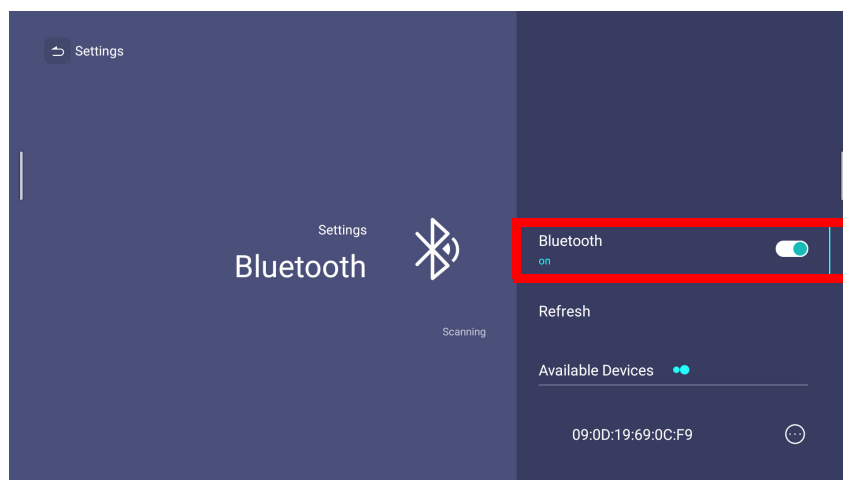 Settings
Settings
Bluetooth
Scanning
Bluetooth
on
Refresh
Available Devices
09:0D:19:69:0C:F9